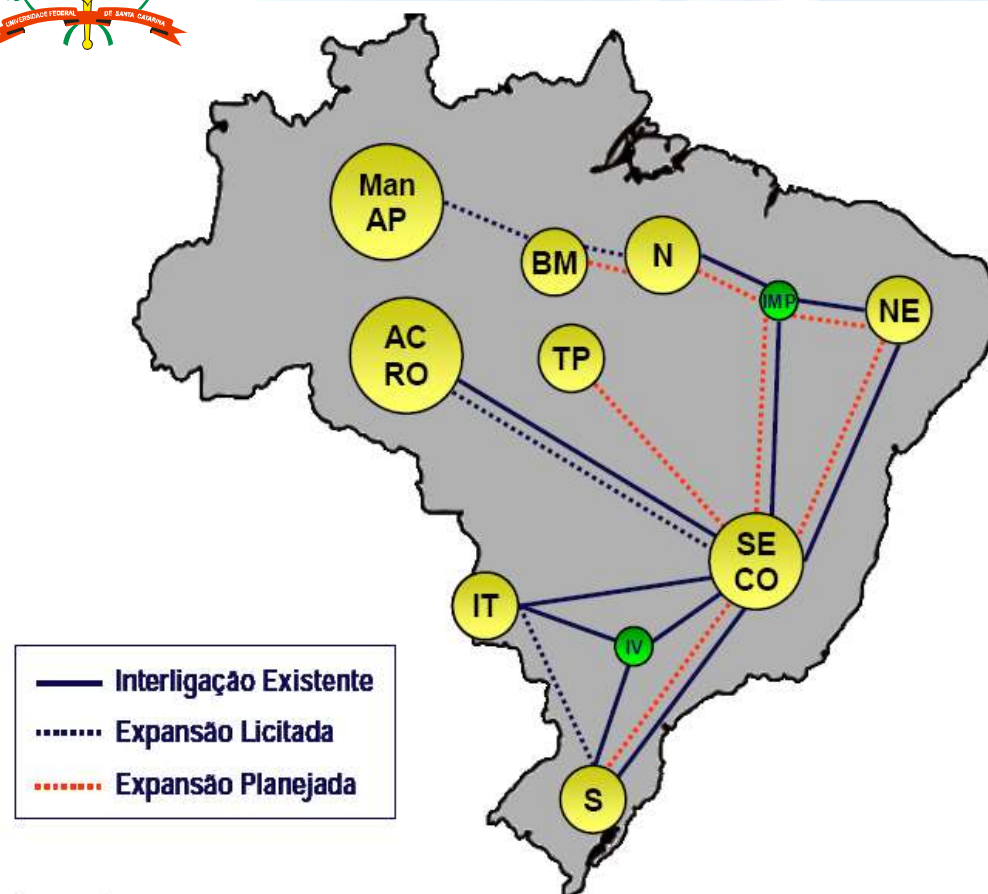 UNIVERSIDADE FEDERAL DE SANTA CATARINA
Man
AP
BM
N
IMP
NE
AC
RO
TP
SE
CO
IT
IV
S
Interligação Existente
Expansão Licitada
Expansão Planejada